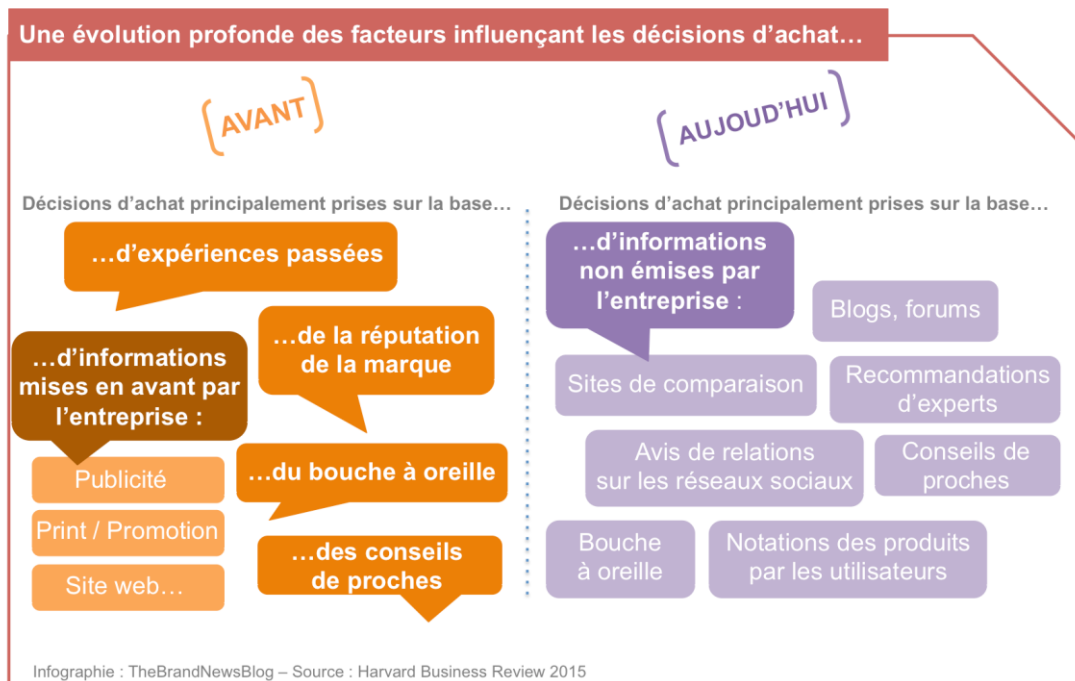 Une évolution profonde des facteurs influençant les décisions d’achat…
AVANT
Décisions d’achat principalement prises sur la base…
…d’expériences passées
…de la réputation
de la marque
…d’informations
mises en avant par
l’entreprise :
Publicité
Print / Promotion
Site web…
…du bouche à oreille
…des conseils
de proches
AUJOUD’HUI
Décisions d’achat principalement prises sur la base…
…d’informations
non émises par
l’entreprise :
Blogs, forums
Sites de comparaison
Recommandations
d’experts
Avis de relations
sur les réseaux sociaux
Conseils de
proches
Bouche
à oreille
Notations des produits
par les utilisateurs
Infographie : TheBrandNewsBlog – Source : Harvard Business Review 2015